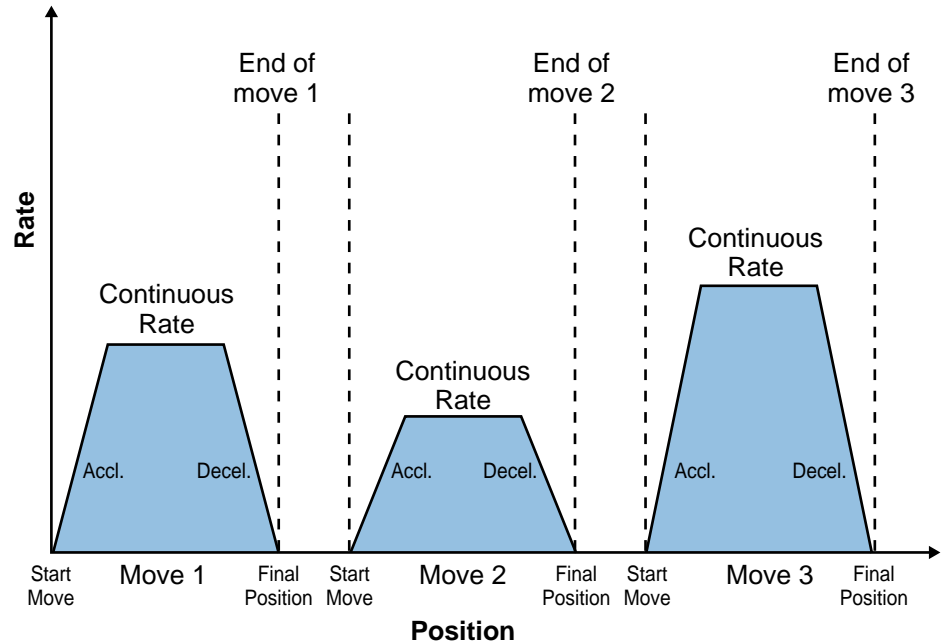 End of
move 1
End of
move 2
End of
move 3
Rate
Continuous
Rate
Continuous
Rate
Continuous
Rate
Accl.
Decel.
Accl.
Decel.
Accl.
Decel.
Start
Move
Move 1
Final
Position
Start
Move
Move 2
Final
Position
Start
Move
Move 3
Final
Position
Position